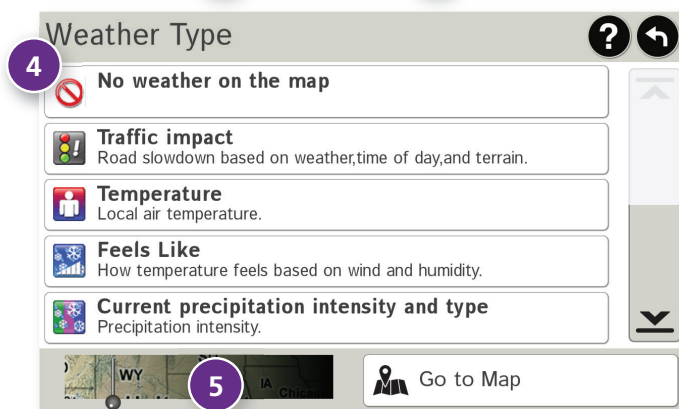 Weather Type
?
4
No weather on the map
Traffic impact
Road slowdown based on weather,time of day,and terrain.
Temperature
Local air temperature.
Feels Like
How temperature feels based on wind and humidity.
Current precipitation intensity and type
Precipitation intensity.
WY
IA
Chicago
5
Go to Map